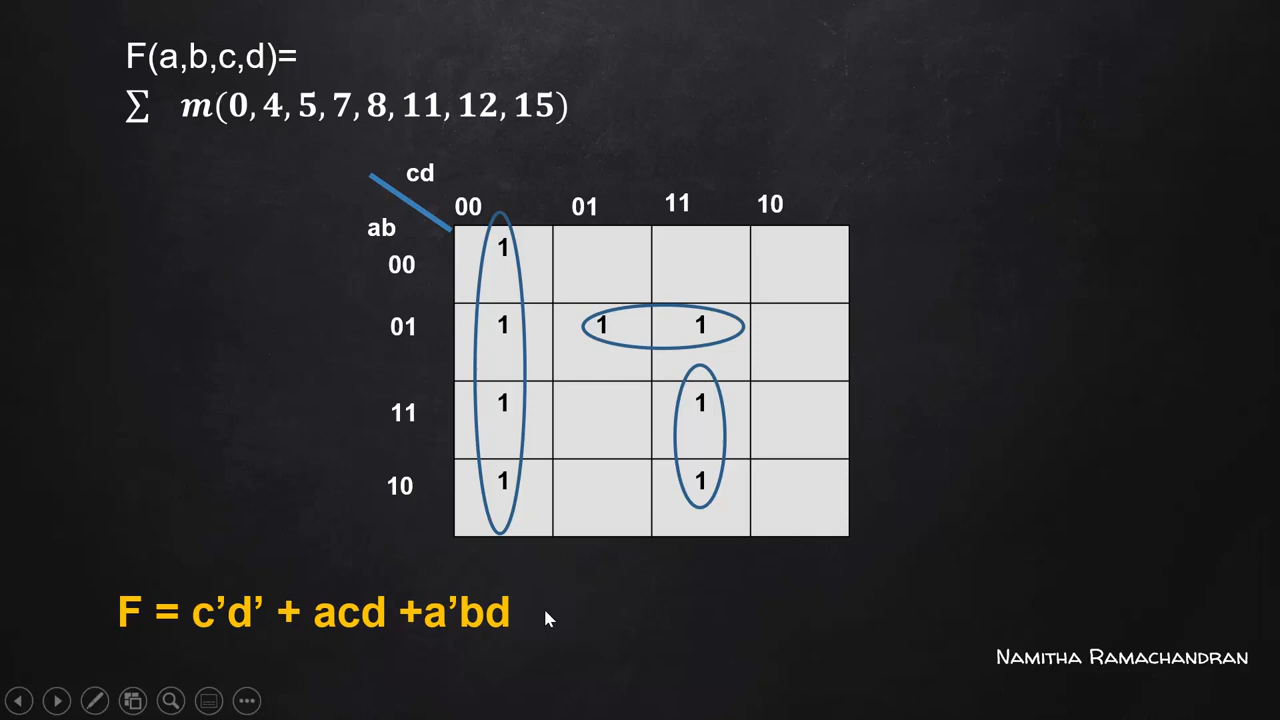 F(a,b,c,d)=
∑ m(0, 4, 5, 7, 8, 11, 12, 15)
cd
00 01 11 10
ab
00 1
01 1 1 1
11 1 1
10 1 1
F = c’d’ + acd +a’bd
Namitha Ramachandran